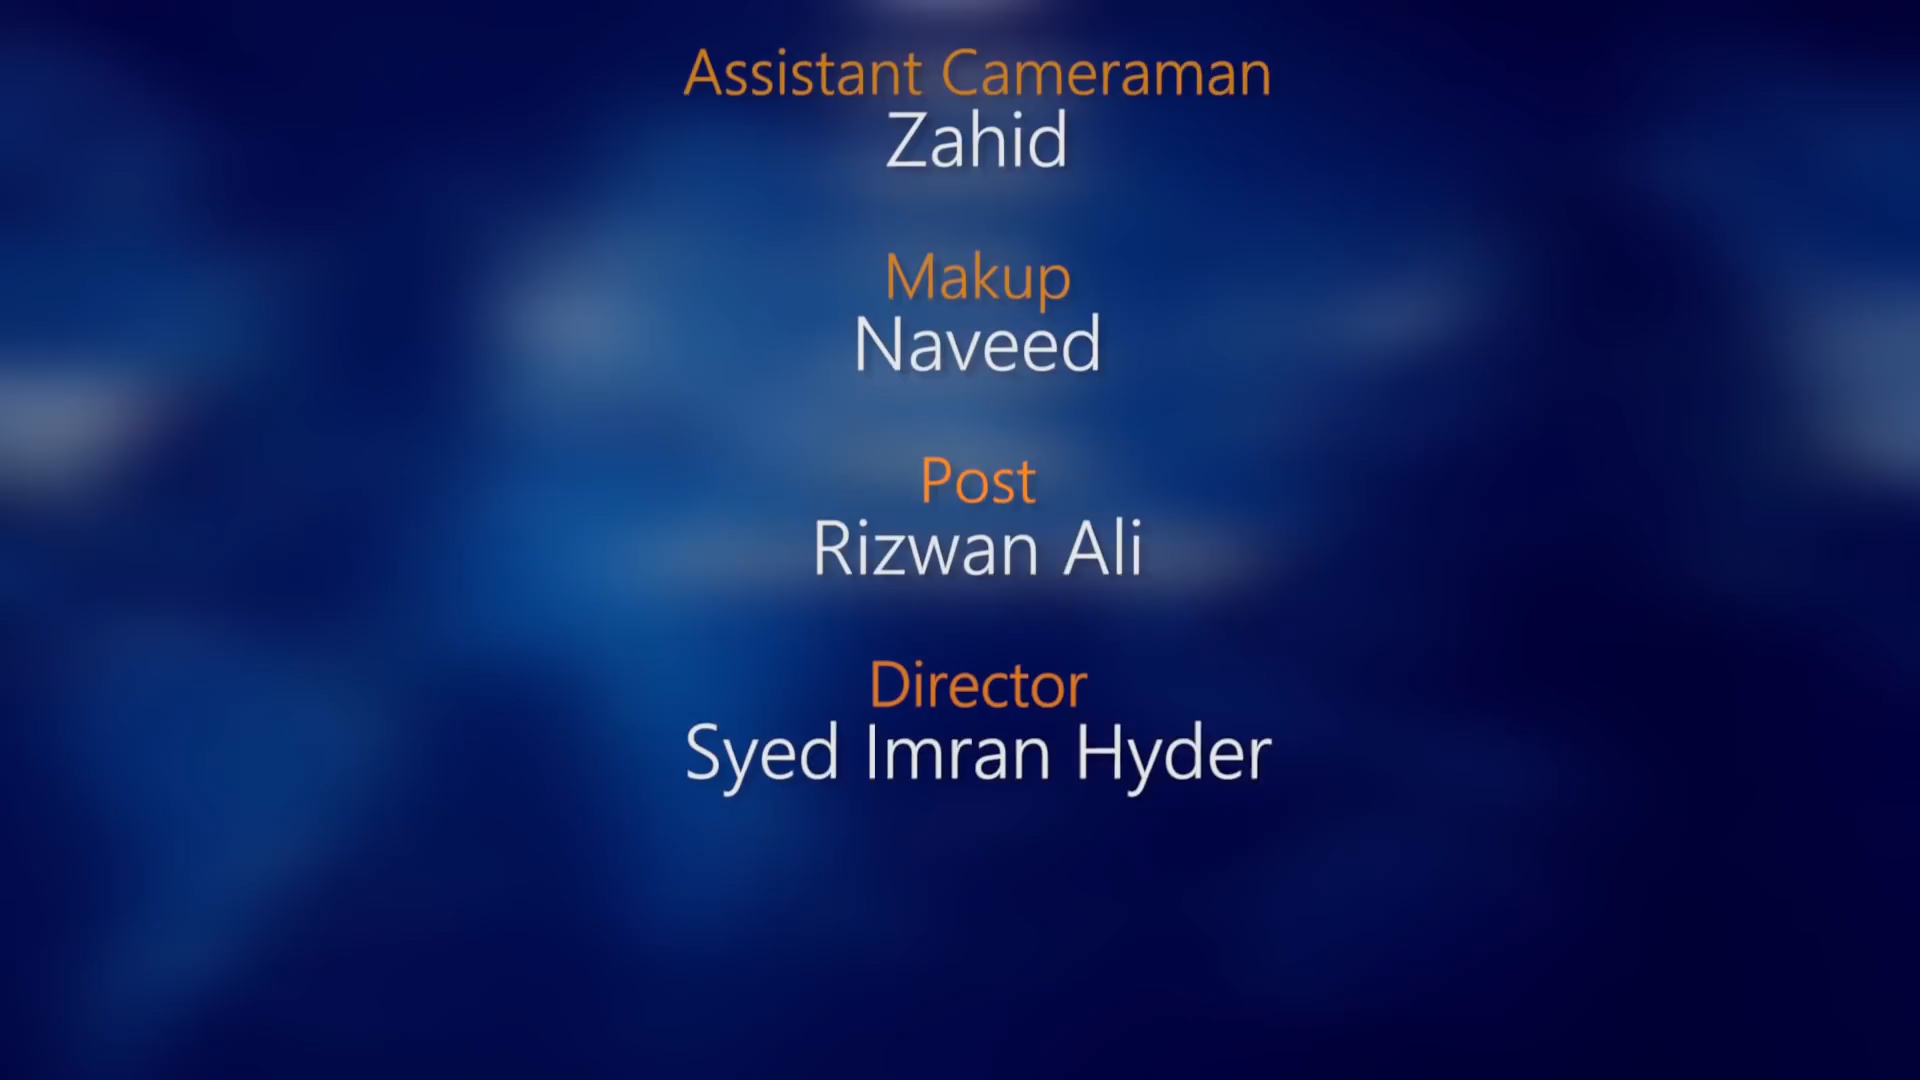 Assistant Cameraman
Zahid
Makup
Naveed
Post
Rizwan Ali
Director
Syed Imran Hyder